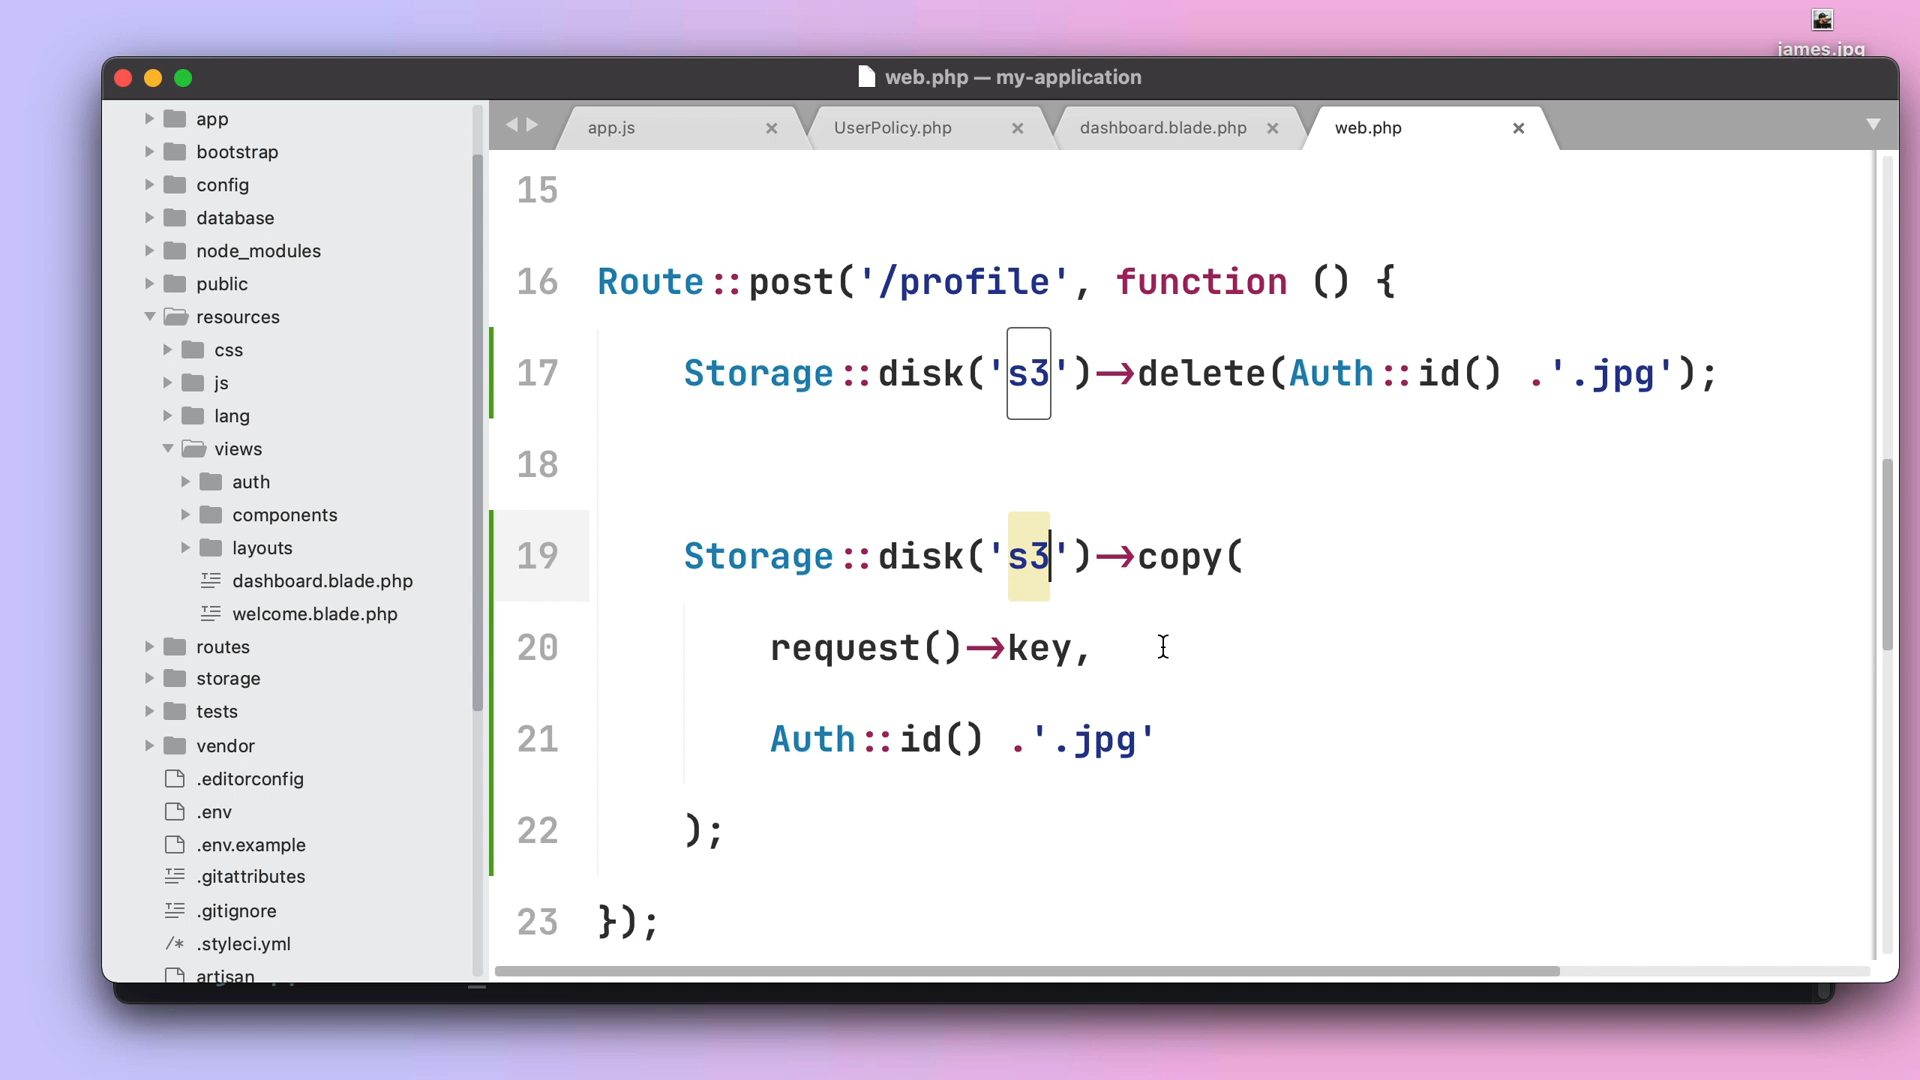 james.jpg
web.php — my-application
app
bootstrap
config
database
node_modules
public
resources
css
js
lang
views
auth
components
layouts
dashboard.blade.php
welcome.blade.php
routes
storage
tests
vendor
.editorconfig
.env
.env.example
.gitattributes
.gitignore
/* .styleci.yml
artisan
app.js
UserPolicy.php
dashboard.blade.php
web.php
15
16 Route::post('/profile', function () {
17 Storage::disk('s3')->delete(Auth::id() .'.jpg');
18
19 Storage::disk('s3')->copy(
20 request()->key,
21 Auth::id() .'.jpg'
22 );
23 });